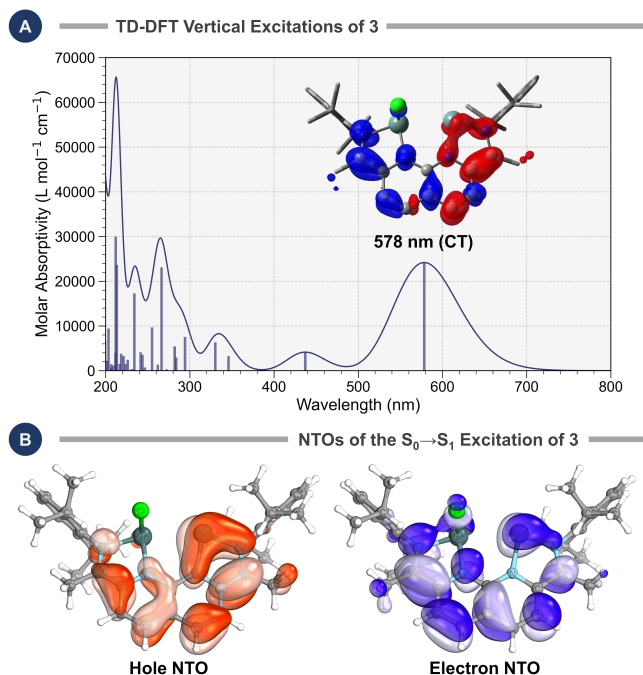 A
TD-DFT Vertical Excitations of 3
70000
60000
50000
40000
30000
20000
10000
0
Molar Absorptivity (L mol⁻¹ cm⁻¹)
578 nm (CT)
200 300 400 500 600 700 800
Wavelength (nm)
B
NTOs of the S₀→S₁ Excitation of 3
Hole NTO
Electron NTO